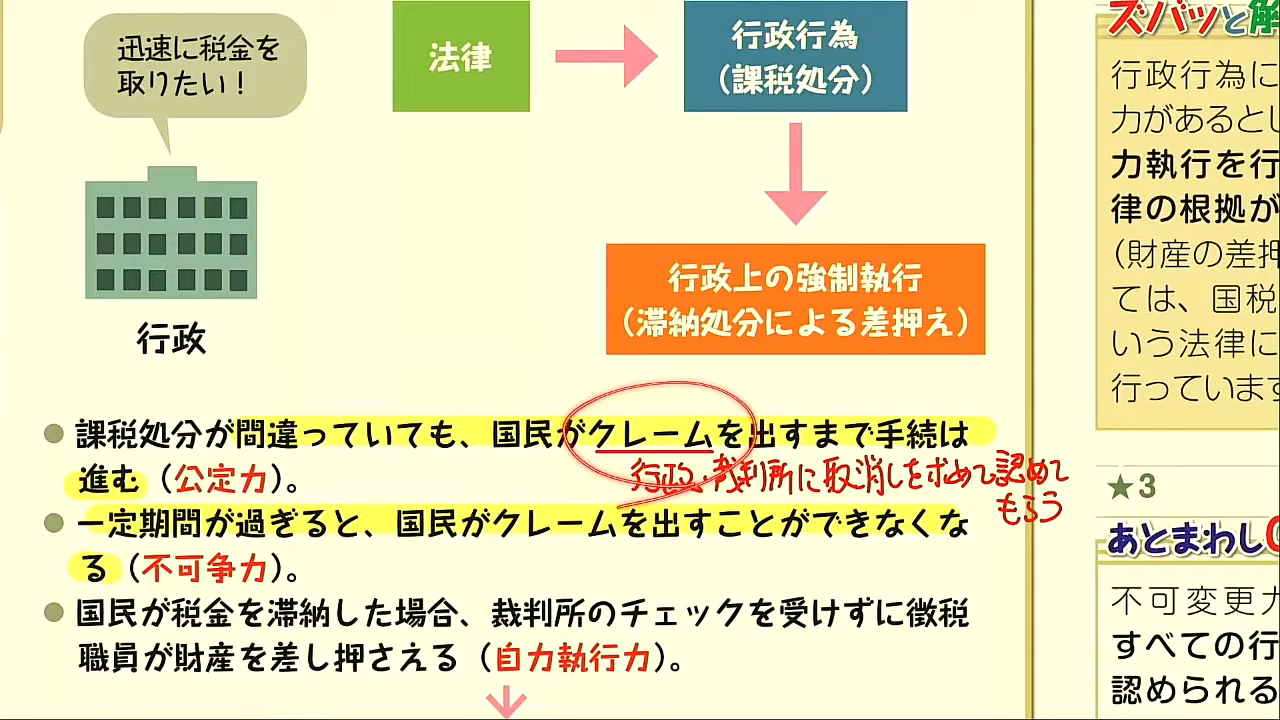 迅速に税金を
取りたい！
法律
行政行為
（課税処分）
行政上の強制執行
（滞納処分による差押え）
行政
●課税処分が間違っていても、国民がクレームを出すまで手続は
進む（公定力）。
行政・裁判所に取消しを求めて認めて
もらう
●一定期間が過ぎると、国民がクレームを出すことができなくな
る（不可争力）。
●国民が税金を滞納した場合、裁判所のチェックを受けずに徴税
職員が財産を差し押さえる（自力執行力）。
ズバッと解
行政行為に
力があるとし
力執行を行
律の根拠が
（財産の差押
ては、国税
いう法律に
行っています
★3
あとまわし
不可変更力
すべての行
認められる